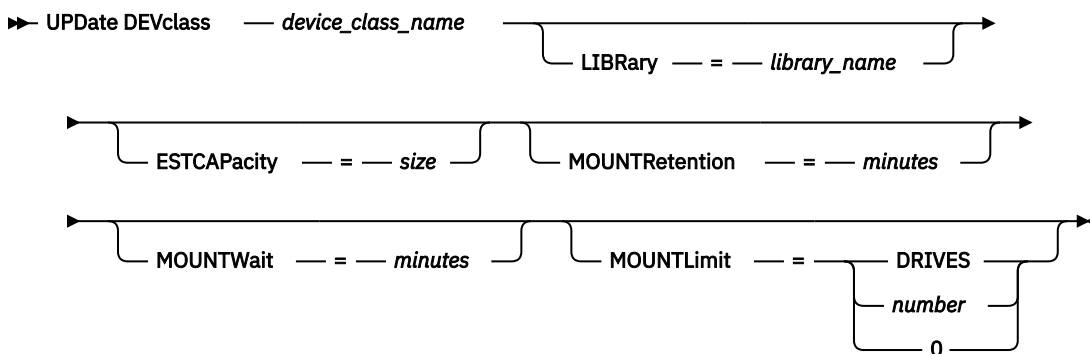 UPDate DEVclass device_class_name
LIBRary = library_name
ESTCAPacity = size MOUNTRetention = minutes
MOUNTWait = minutes MOUNTLimit = DRIVES
number
0